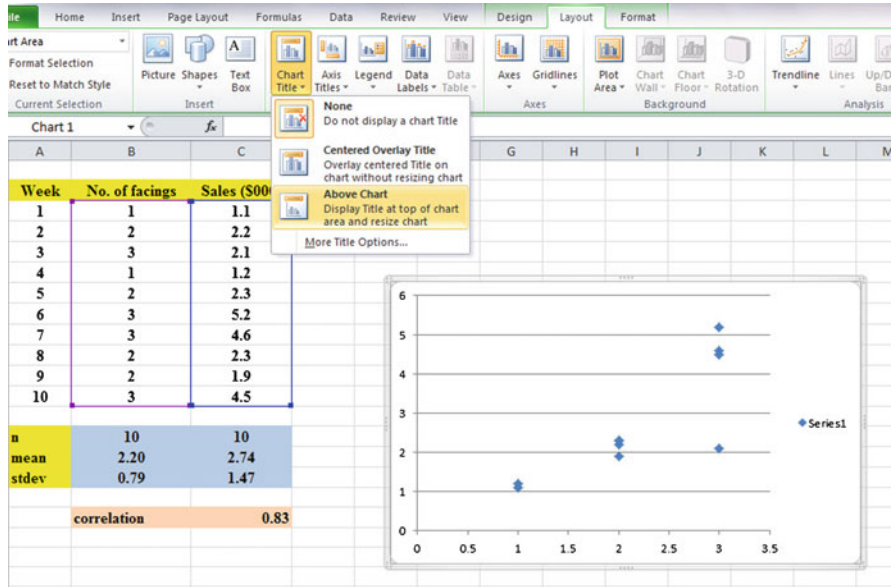 ile Home Insert Page Layout Formulas Data Review View Design Layout Format
rt Area
Format Selection
Reset to Match Style
Current Selection
Picture Shapes Text Box
Insert
Chart Title Axis Titles Legend Data Labels Data Table
Axes Gridlines
Axes
Plot Area Chart Wall Chart Floor 3-D Rotation
Background
Trendline Lines Up/D Bar
Analysis
None
Do not display a chart Title
Centered Overlay Title
Overlay centered Title on
chart without resizing chart
Above Chart
Display Title at top of chart
area and resize chart
More Title Options...
Chart 1 fx
A B C G H I J K L M
Week No. of facings Sales ($00
1 1 1.1
2 2 2.2
3 3 2.1
4 1 1.2
5 2 2.3
6 3 5.2
7 3 4.6
8 2 2.3
9 2 1.9
10 3 4.5
n 10 10
mean 2.20 2.74
stdev 0.79 1.47
correlation 0.83
6
5
4
3
2
1
0
0 0.5 1 1.5 2 2.5 3 3.5
Series1